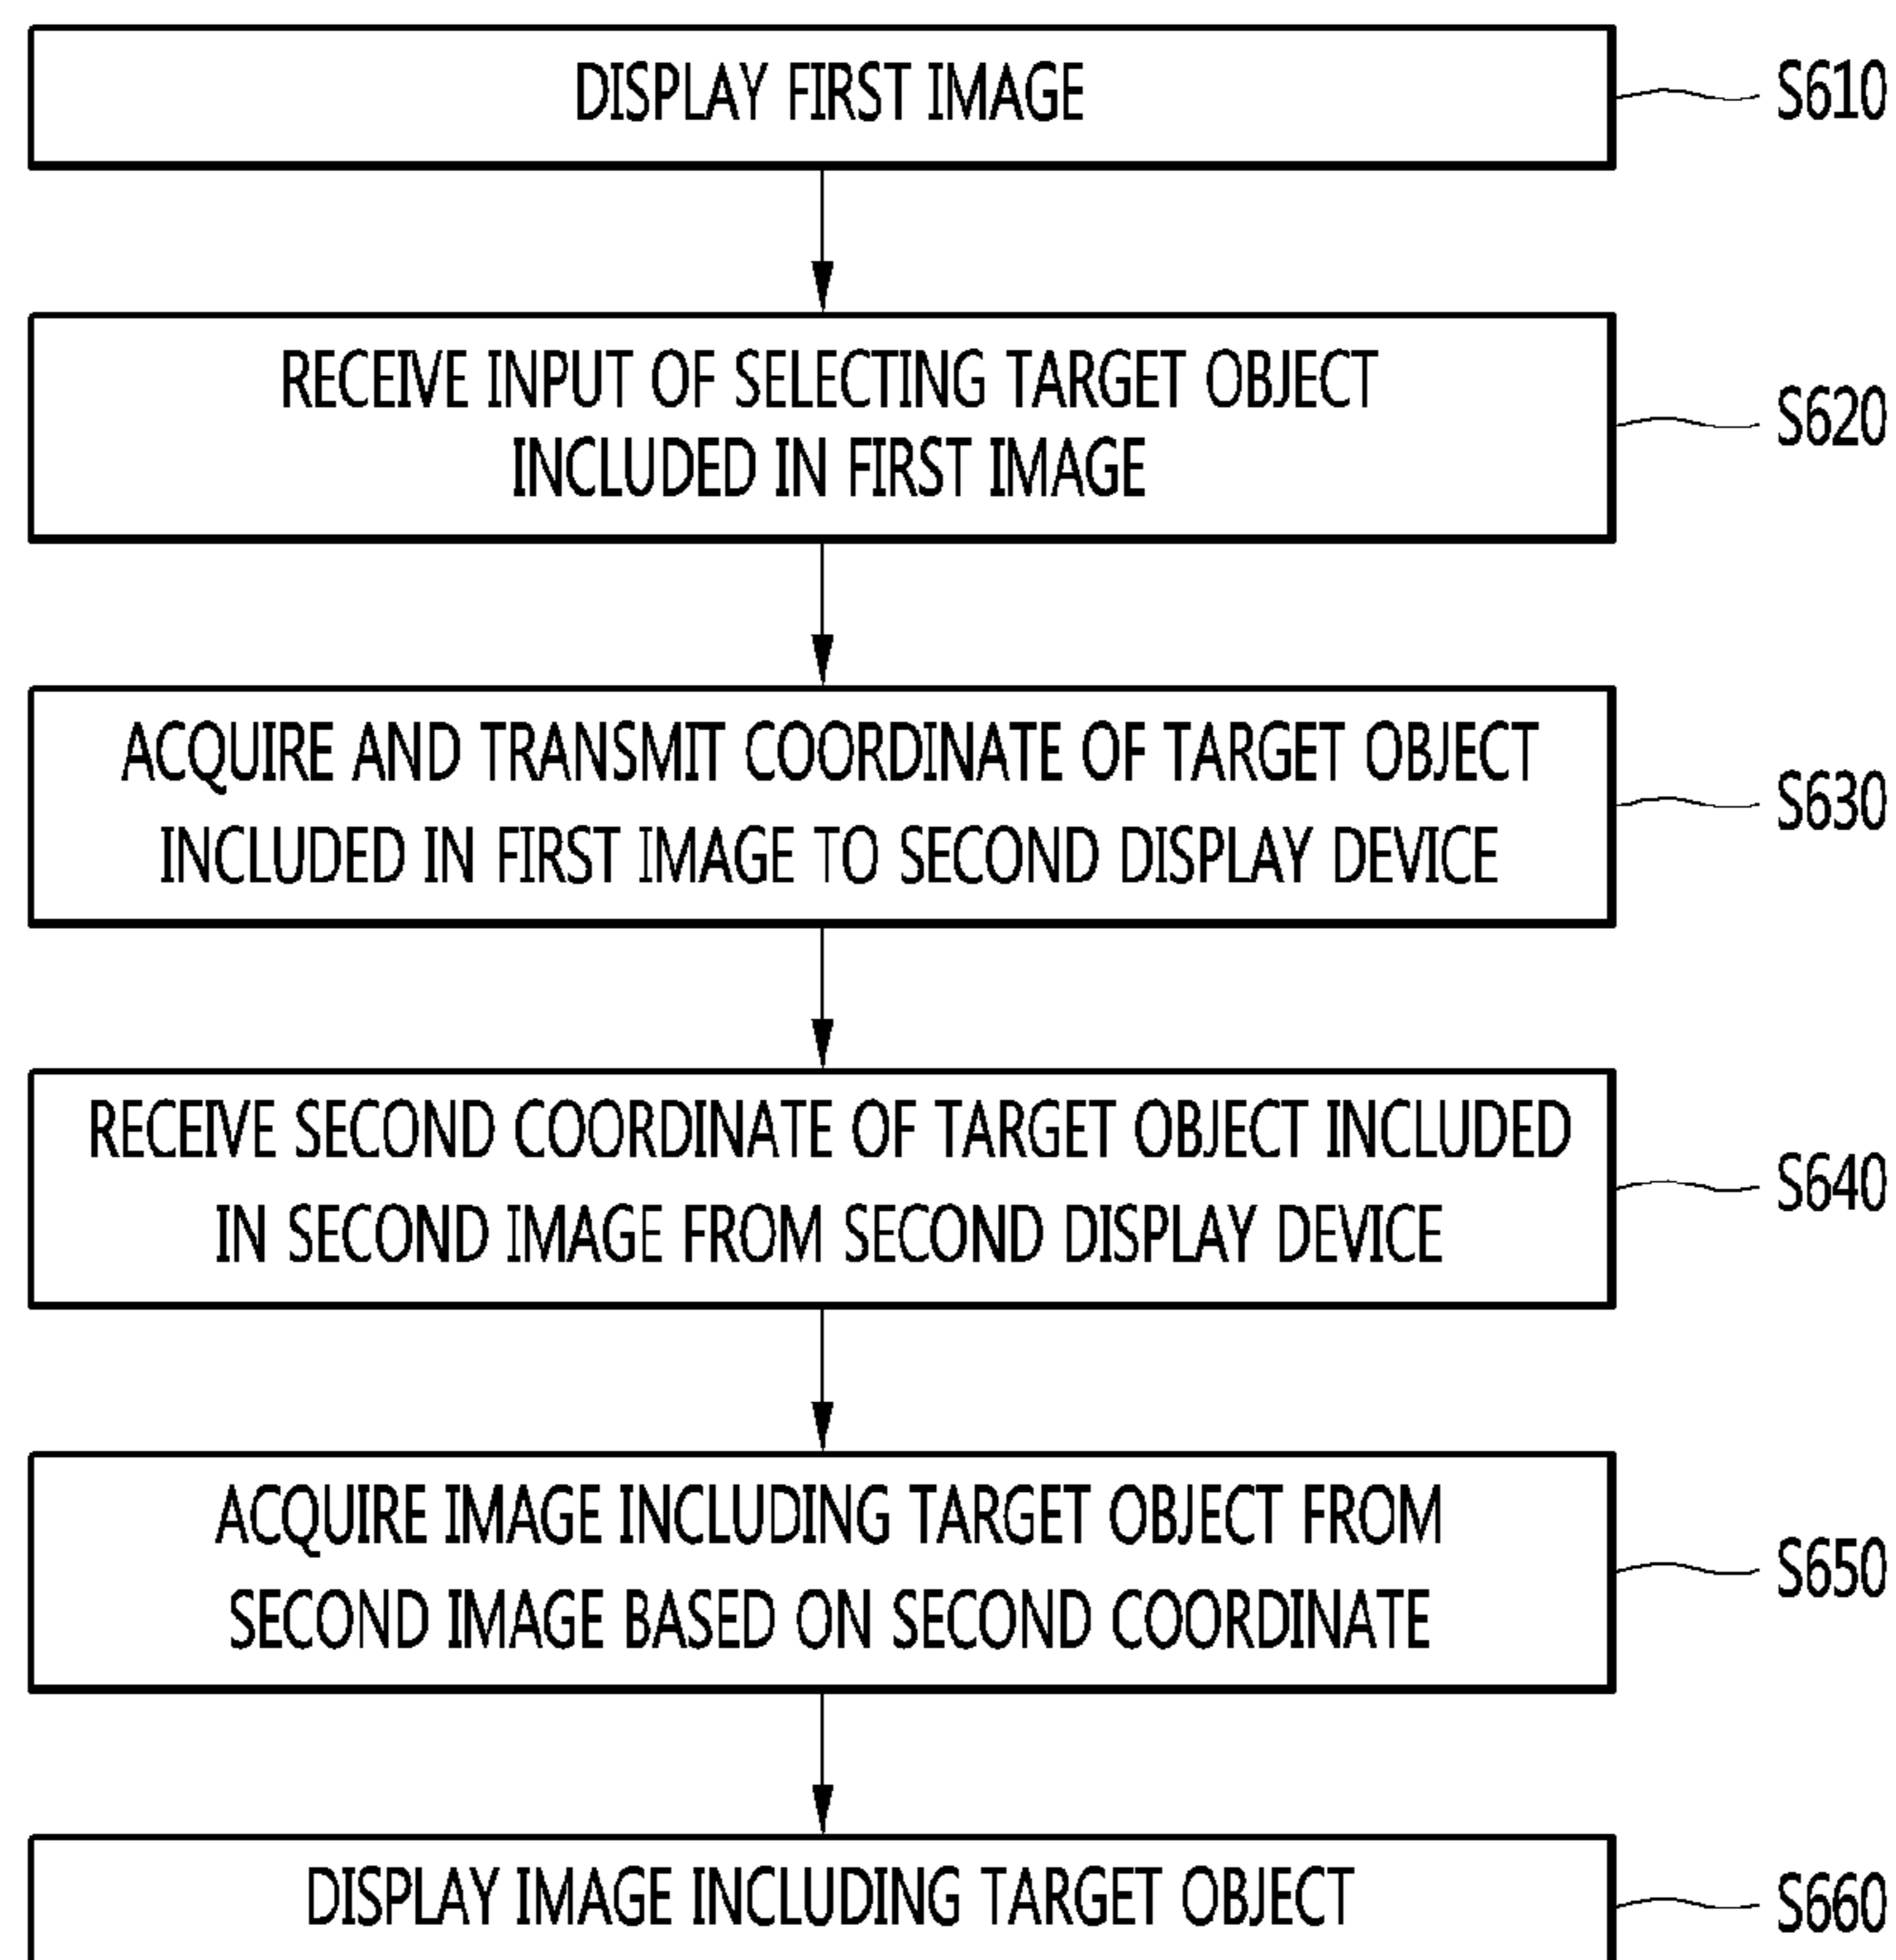 DISPLAY FIRST IMAGE
S610
RECEIVE INPUT OF SELECTING TARGET OBJECT
INCLUDED IN FIRST IMAGE
S620
ACQUIRE AND TRANSMIT COORDINATE OF TARGET OBJECT
INCLUDED IN FIRST IMAGE TO SECOND DISPLAY DEVICE
S630
RECEIVE SECOND COORDINATE OF TARGET OBJECT INCLUDED
IN SECOND IMAGE FROM SECOND DISPLAY DEVICE
S640
ACQUIRE IMAGE INCLUDING TARGET OBJECT FROM
SECOND IMAGE BASED ON SECOND COORDINATE
S650
DISPLAY IMAGE INCLUDING TARGET OBJECT
S660